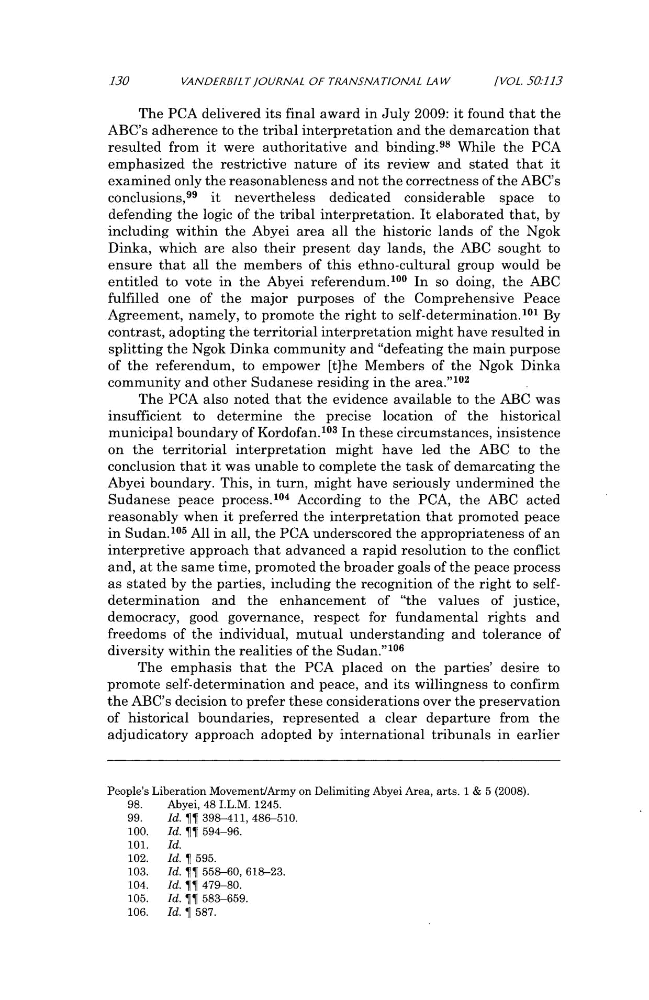 130 VANDERBILT JOURNAL OF TRANSNATIONAL LAW [VOL. 50:113
The PCA delivered its final award in July 2009: it found that the
ABC's adherence to the tribal interpretation and the demarcation that
resulted from it were authoritative and binding.98 While the PCA
emphasized the restrictive nature of its review and stated that it
examined only the reasonableness and not the correctness of the ABC's
conclusions,99 it nevertheless dedicated considerable space to
defending the logic of the tribal interpretation. It elaborated that, by
including within the Abyei area all the historic lands of the Ngok
Dinka, which are also their present day lands, the ABC sought to
ensure that all the members of this ethno-cultural group would be
entitled to vote in the Abyei referendum.100 In so doing, the ABC
fulfilled one of the major purposes of the Comprehensive Peace
Agreement, namely, to promote the right to self-determination.101 By
contrast, adopting the territorial interpretation might have resulted in
splitting the Ngok Dinka community and “defeating the main purpose
of the referendum, to empower [t]he Members of the Ngok Dinka
community and other Sudanese residing in the area.”102
The PCA also noted that the evidence available to the ABC was
insufficient to determine the precise location of the historical
municipal boundary of Kordofan.103 In these circumstances, insistence
on the territorial interpretation might have led the ABC to the
conclusion that it was unable to complete the task of demarcating the
Abyei boundary. This, in turn, might have seriously undermined the
Sudanese peace process.104 According to the PCA, the ABC acted
reasonably when it preferred the interpretation that promoted peace
in Sudan.105 All in all, the PCA underscored the appropriateness of an
interpretive approach that advanced a rapid resolution to the conflict
and, at the same time, promoted the broader goals of the peace process
as stated by the parties, including the recognition of the right to self-
determination and the enhancement of “the values of justice,
democracy, good governance, respect for fundamental rights and
freedoms of the individual, mutual understanding and tolerance of
diversity within the realities of the Sudan.”106
The emphasis that the PCA placed on the parties' desire to
promote self-determination and peace, and its willingness to confirm
the ABC's decision to prefer these considerations over the preservation
of historical boundaries, represented a clear departure from the
adjudicatory approach adopted by international tribunals in earlier
People's Liberation Movement/Army on Delimiting Abyei Area, arts. 1 & 5 (2008).
98. Abyei, 48 I.L.M. 1245.
99. Id. ¶¶ 398–411, 486–510.
100. Id. ¶¶ 594–96.
101. Id.
102. Id. ¶ 595.
103. Id. ¶¶ 558–60, 618–23.
104. Id. ¶¶ 479–80.
105. Id. ¶¶ 583–659.
106. Id. ¶ 587.